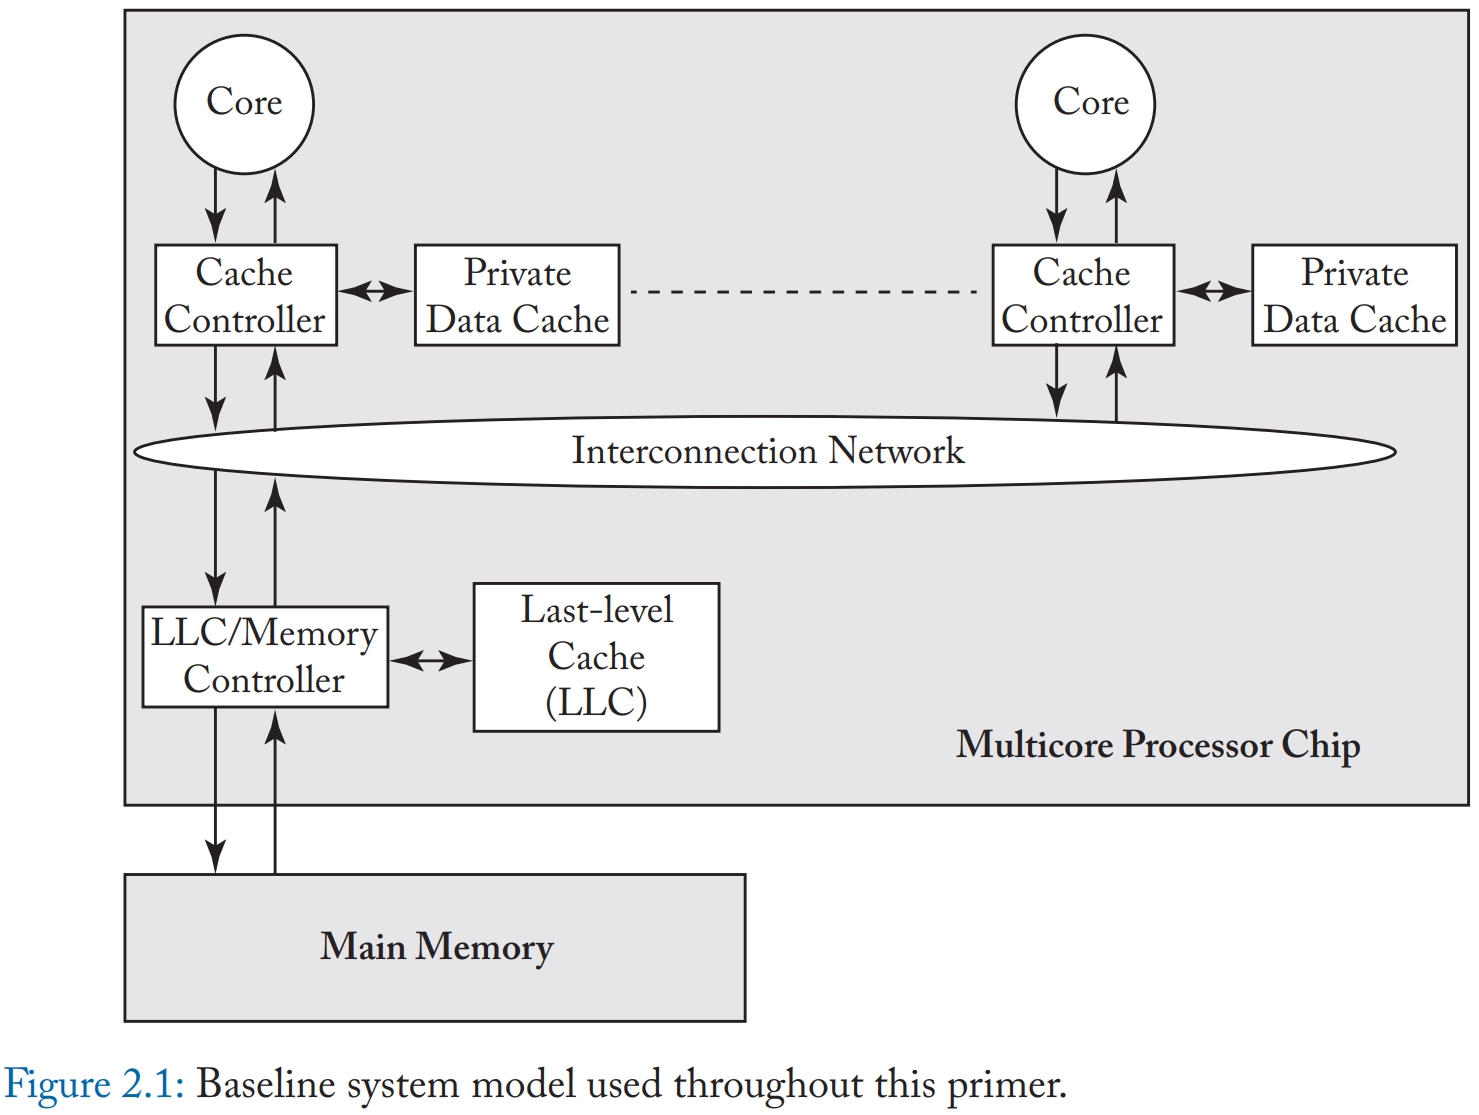 Core
Core
Cache
Controller
Private
Data Cache
Cache
Controller
Private
Data Cache
Interconnection Network
LLC/Memory
Controller
Last-level
Cache
(LLC)
Multicore Processor Chip
Main Memory
Figure 2.1: Baseline system model used throughout this primer.